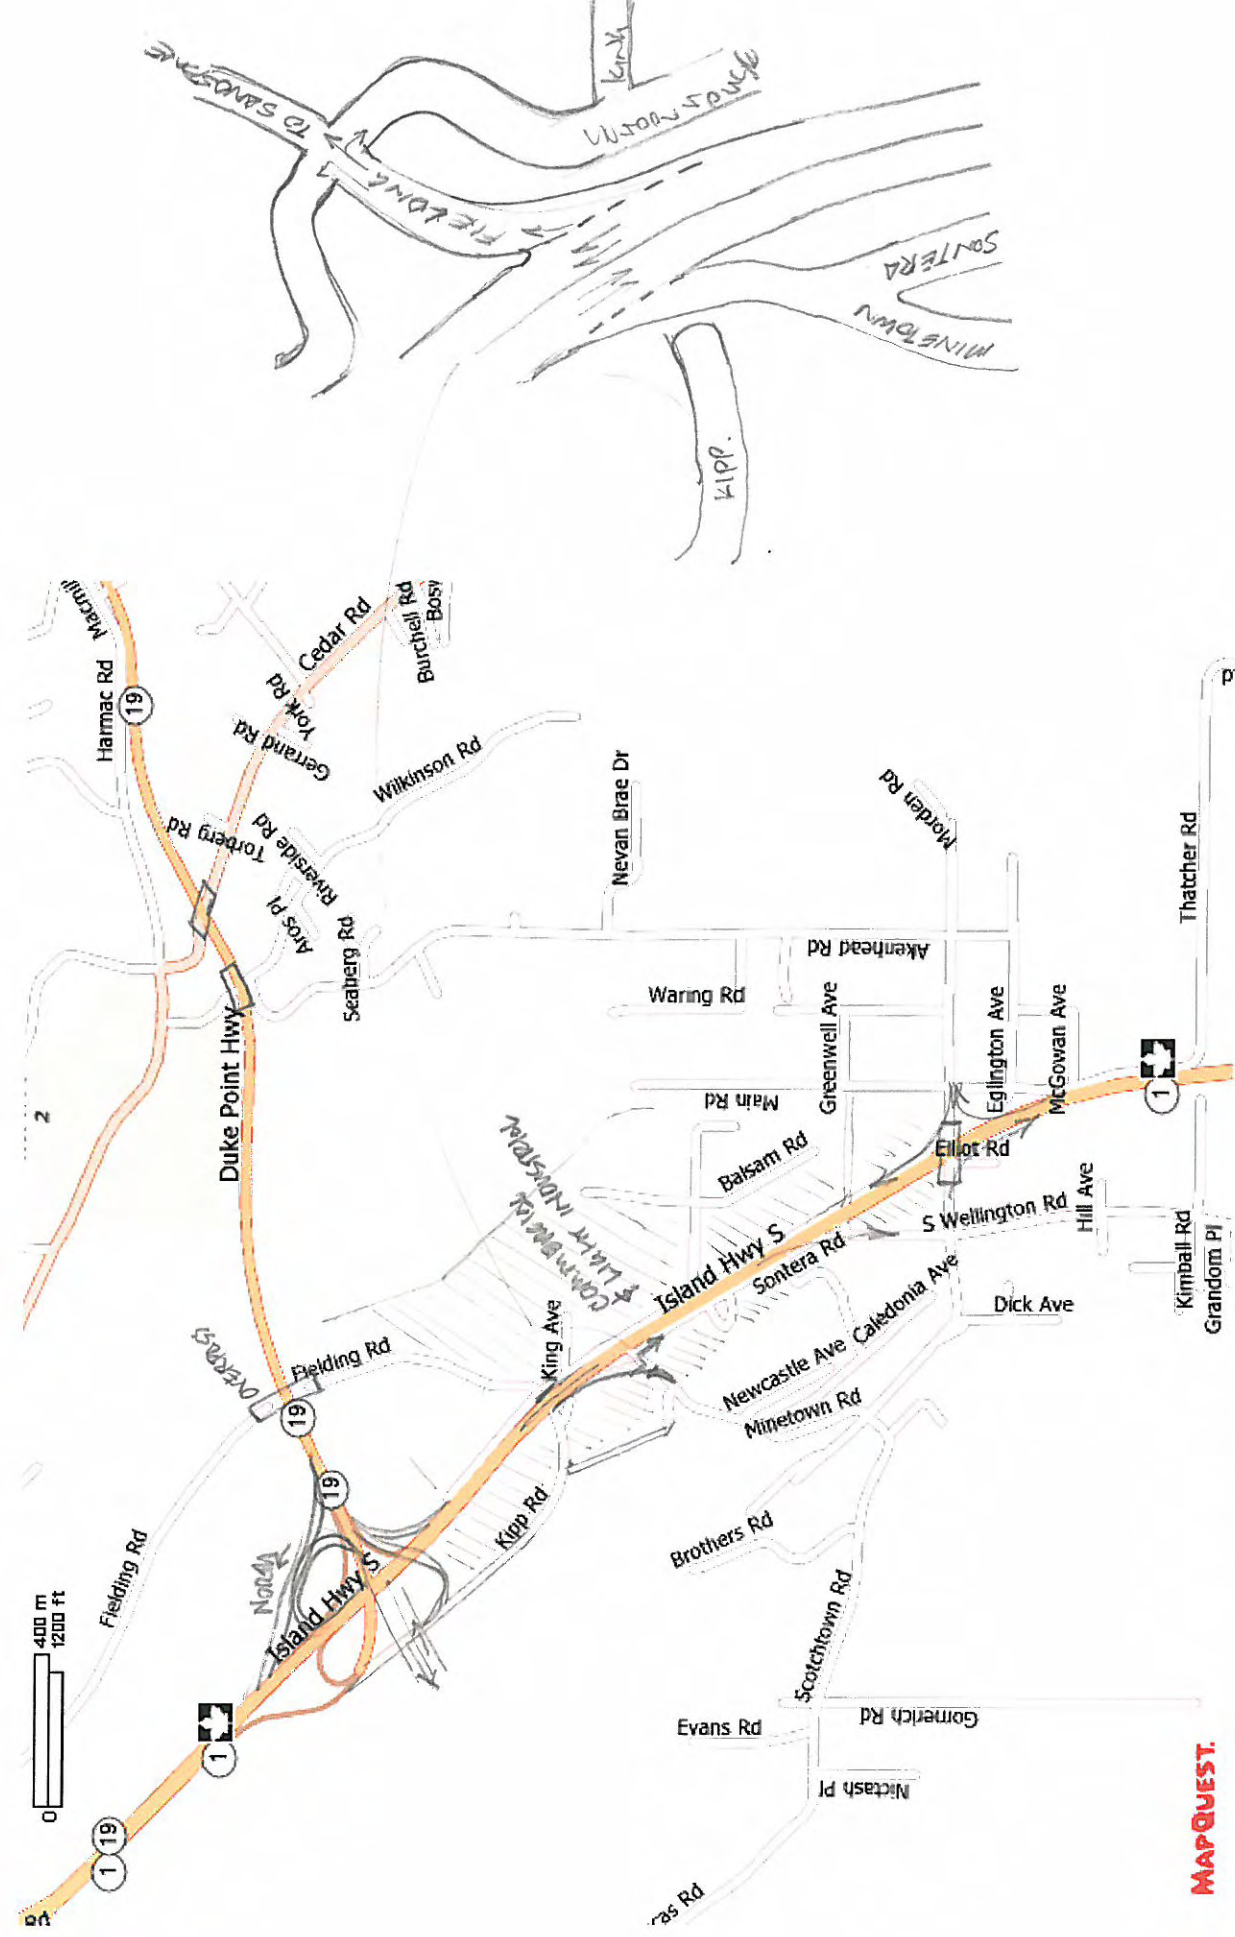 KING
TO SANDSTONE
FIELDING
SONTERA
MINETOWN
KIPP.
Harmac Rd
19
Cedar Rd
Burchell Rd
York Rd
Gerrand Rd
Wilkinson Rd
Torberg Rd
Riverside Rd
Aros Pl
Seaberg Rd
Nevan Brae Dr
Morden Rd
Thatcher Rd
Akenhead Rd
Waring Rd
Greenwell Ave
Eglington Ave
McGowan Ave
Main Rd
2
Duke Point Hwy
COMMERCIAL
& LIGHT INDUSTRIAL
Balsam Rd
Elliot Rd
1
Island Hwy S
Sontera Rd
S Wellington Rd
Hill Ave
Kimball Rd
Grandom Pl
OVERPASS
Fielding Rd
King Ave
Newcastle Ave
Caledonia Ave
Dick Ave
Minetown Rd
19
19
Kipp Rd
Brothers Rd
Fielding Rd
NORTH
Island Hwy S
0
400 m
1200 ft
Scotchtown Rd
Gomerich Rd
Evans Rd
Nictash Pl
1
1
19
MAPQUEST.